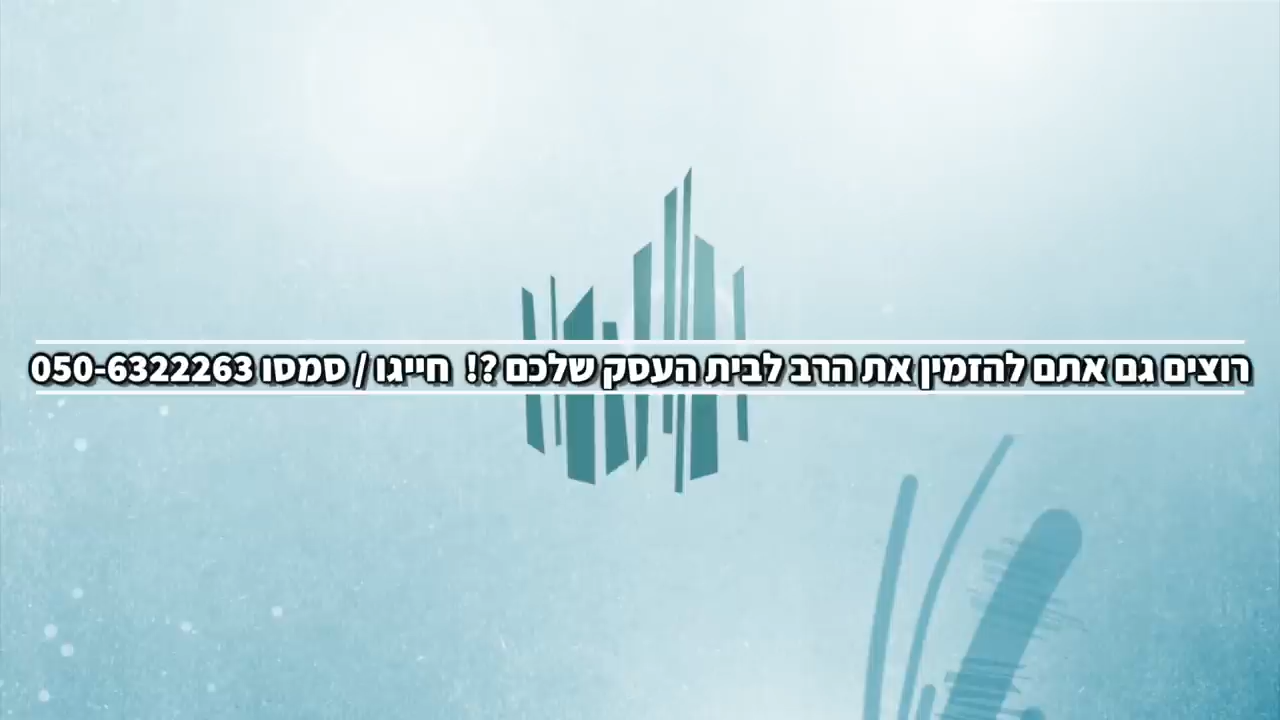 רוצים גם אתם להזמין את הרב לבית העסק שלכם ?! חייגו / סמסו 050-6322263